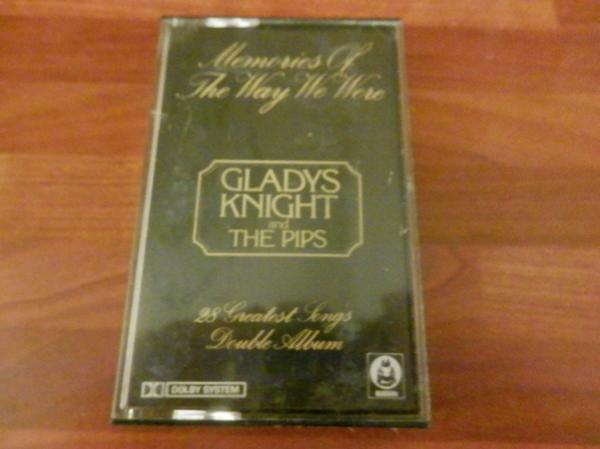 Memories Of
The Way We Were
GLADYS
KNIGHT
and
THE PIPS
28 Greatest Songs
Double Album
DOLBY SYSTEM